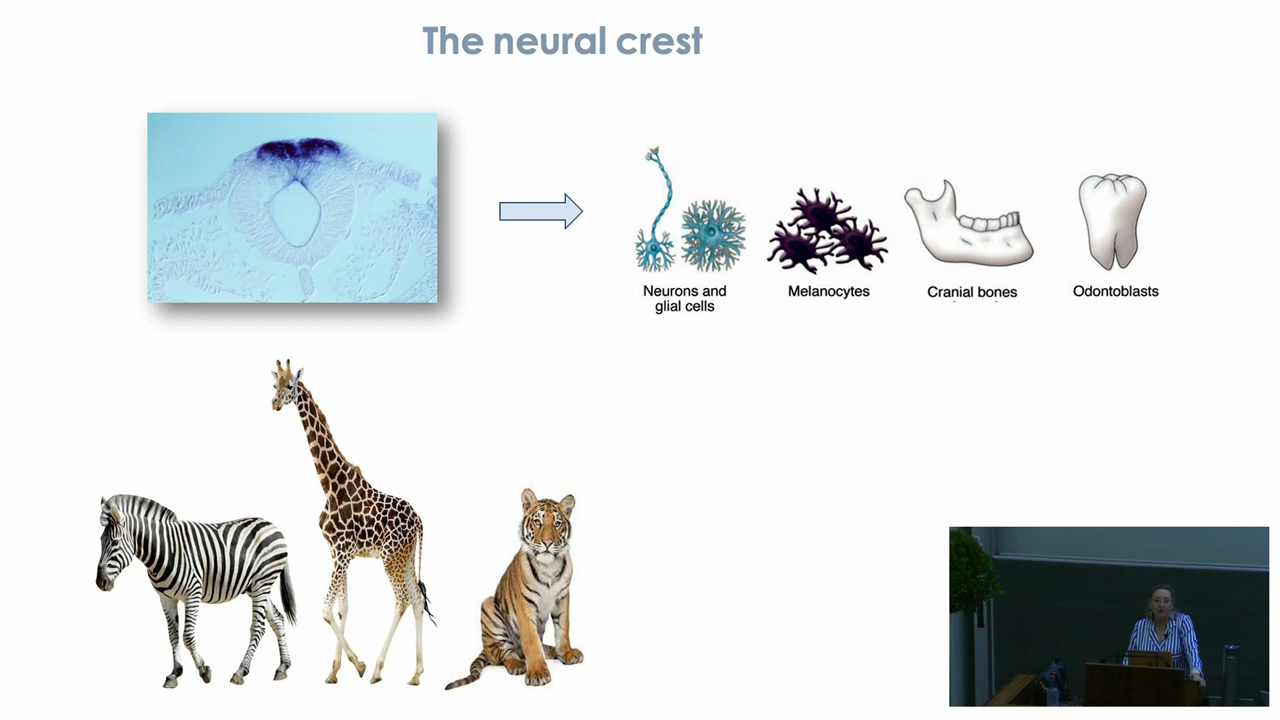 The neural crest
Neurons and
glial cells
Melanocytes
Cranial bones
Odontoblasts